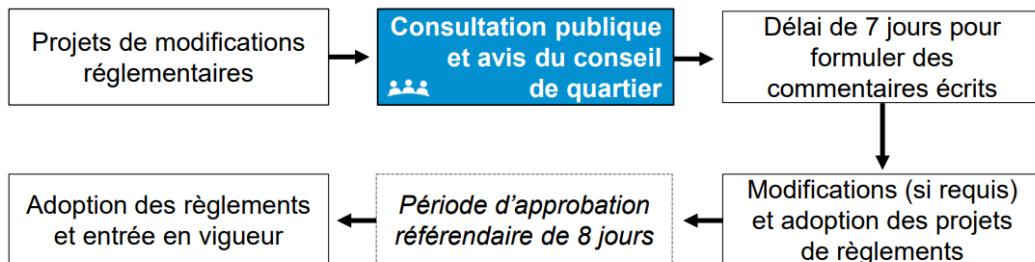 Projets de modifications
réglementaires
Consultation publique
et avis du conseil
de quartier
Délai de 7 jours pour
formuler des
commentaires écrits
Modifications (si requis)
et adoption des projets
de règlements
Période d'approbation
référendaire de 8 jours
Adoption des règlements
et entrée en vigueur